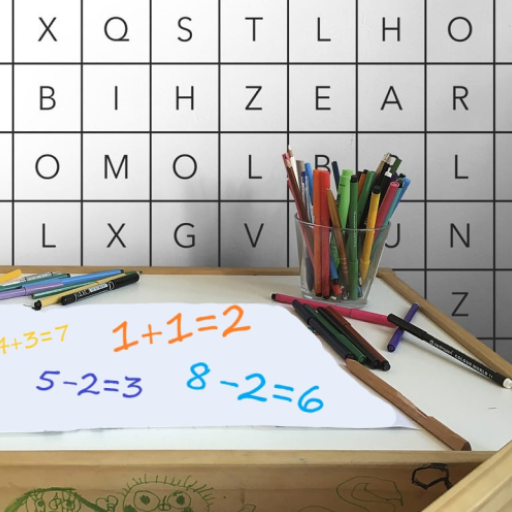 X Q S T L H O
B I H Z E A R
O M O L L
L X G V U N
Z
4+3=7
1+1=2
5-2=3
8-2=6